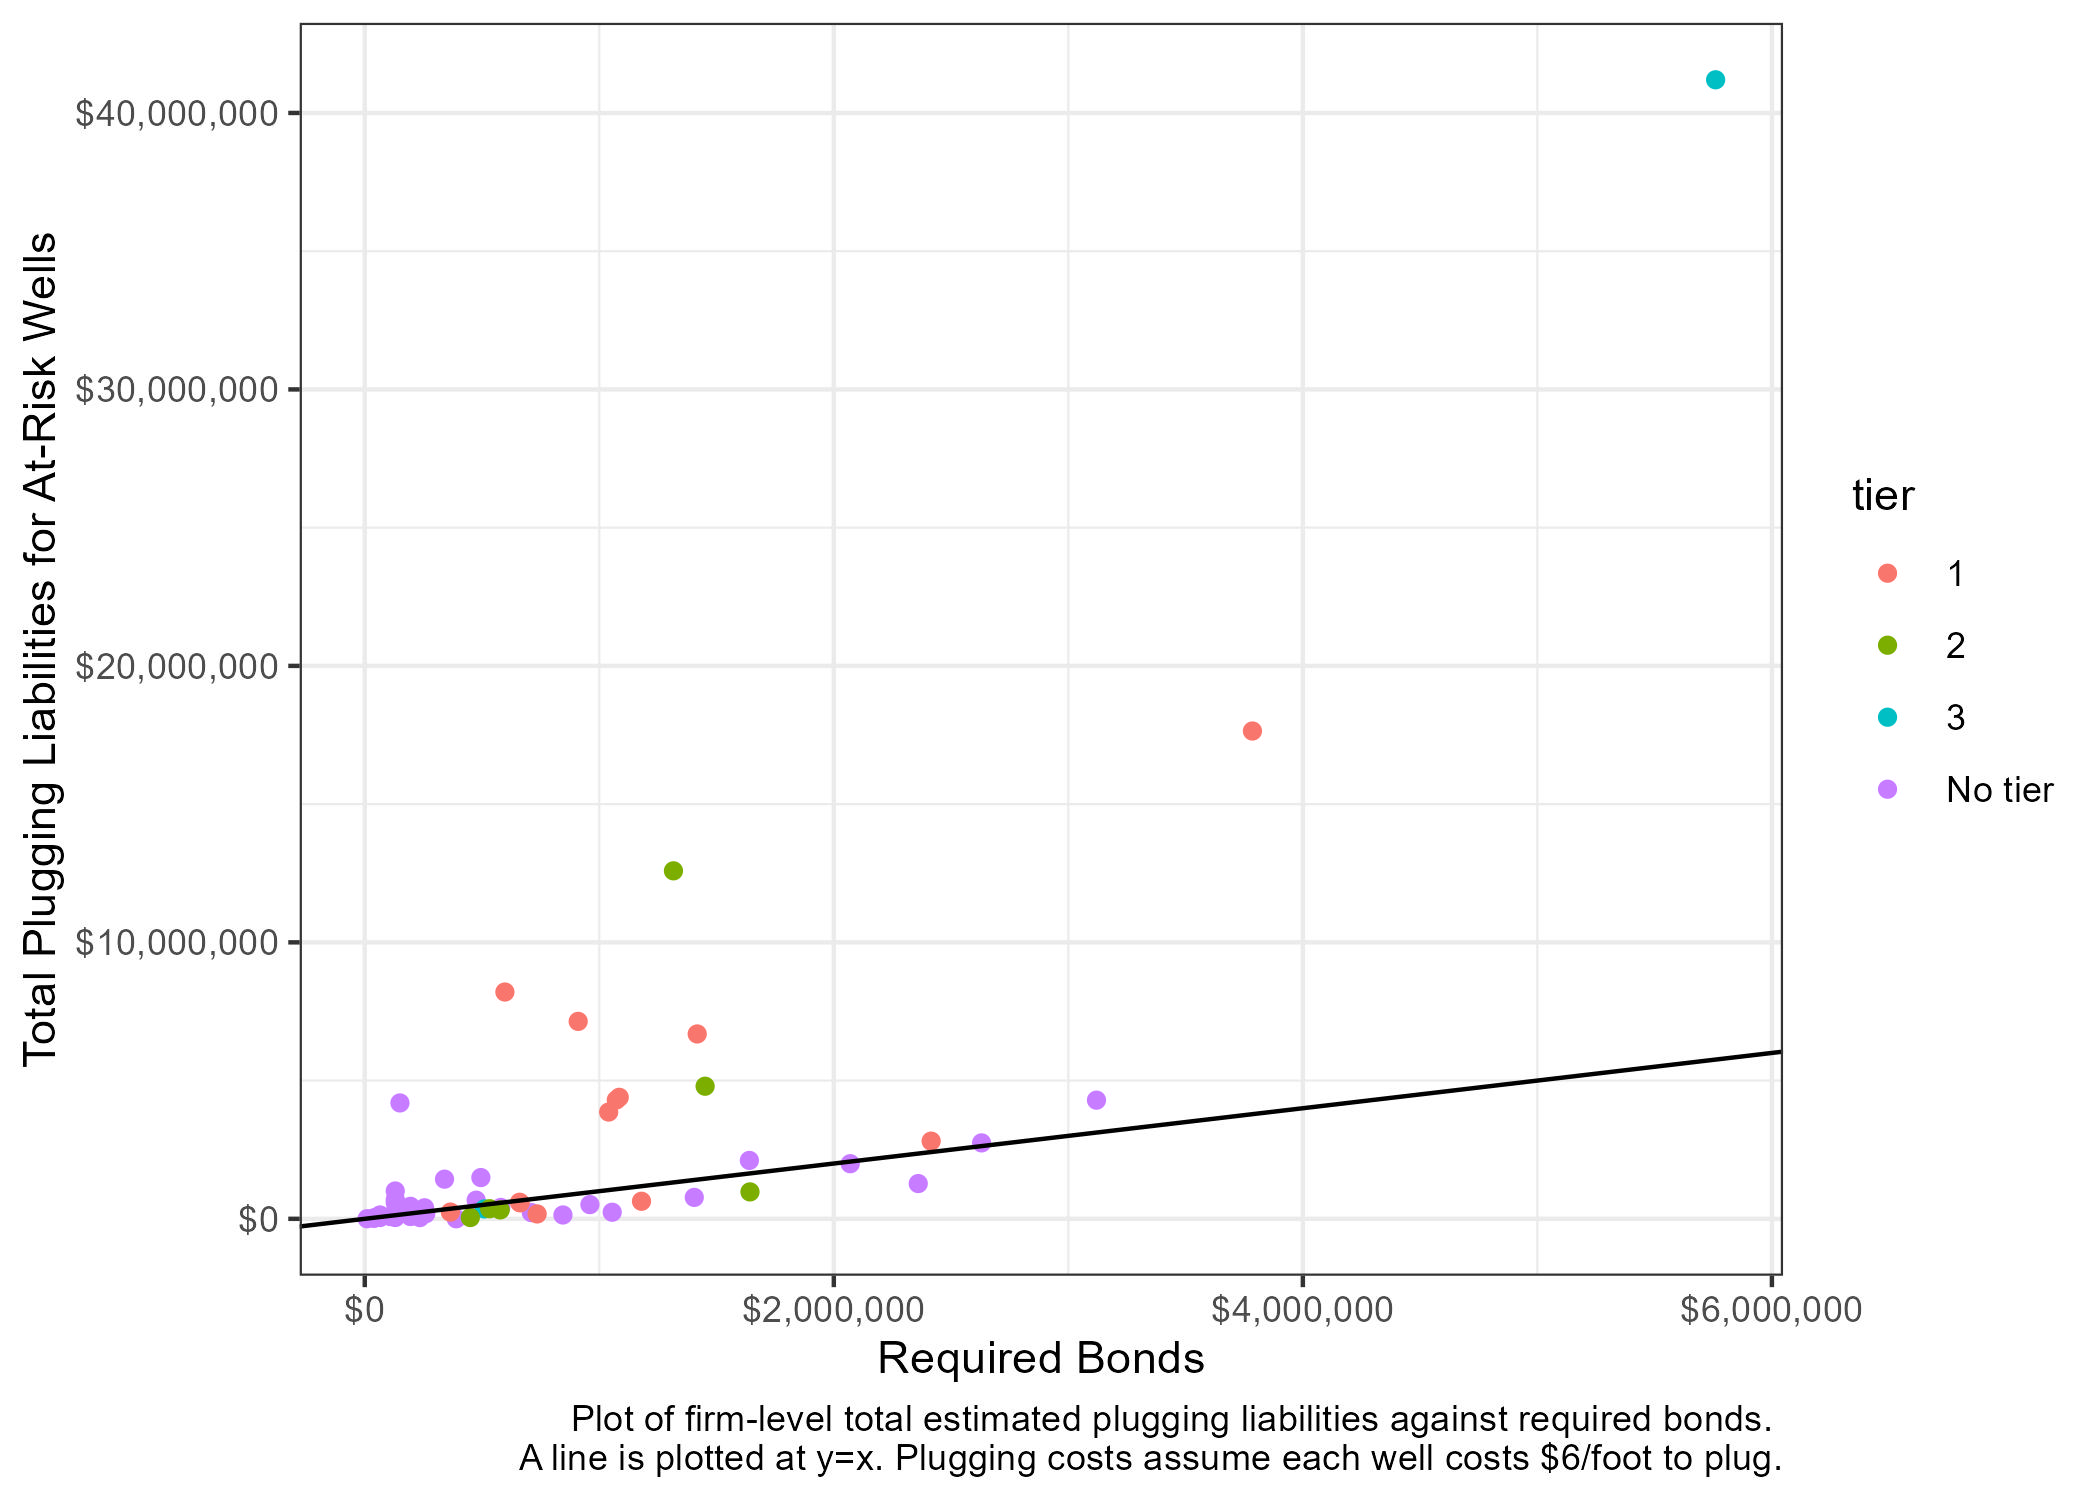 $40,000,000
$30,000,000
$20,000,000
$10,000,000
$0
Total Plugging Liabilities for At-Risk Wells
$0
$2,000,000
$4,000,000
$6,000,000
Required Bonds
tier
1
2
3
No tier
Plot of firm-level total estimated plugging liabilities against required bonds.
A line is plotted at y=x. Plugging costs assume each well costs $6/foot to plug.